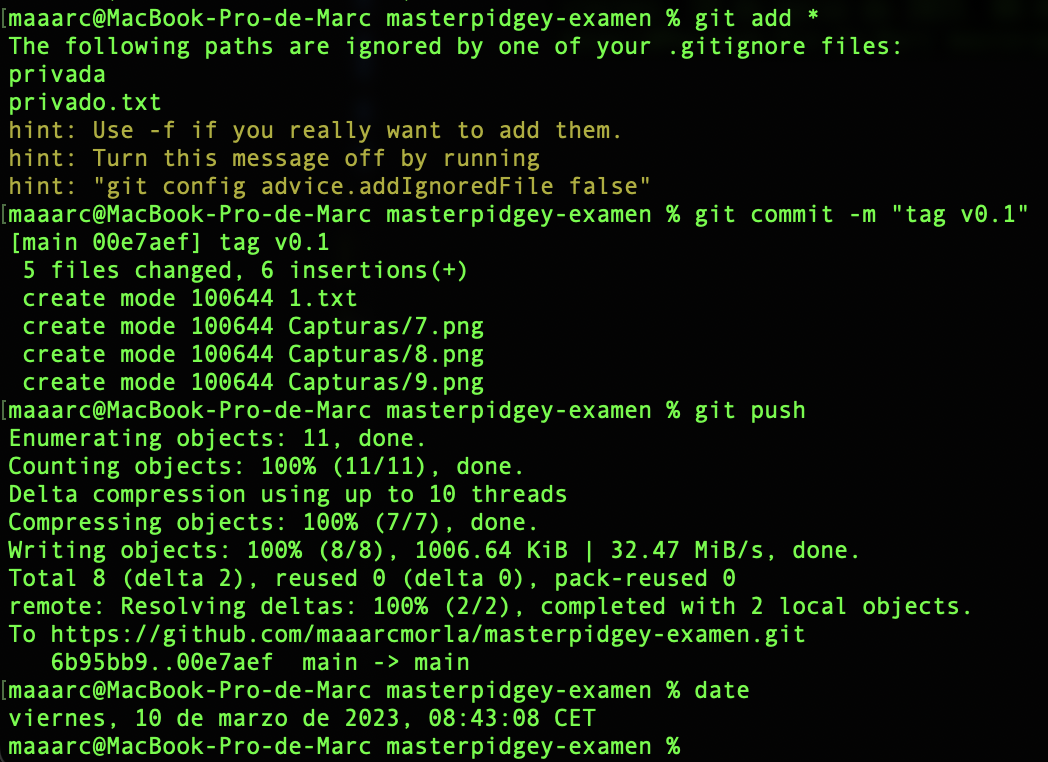 [maaarc@MacBook-Pro-de-Marc masterpidgey-examen % git add *
The following paths are ignored by one of your .gitignore files:
privada
privado.txt
hint: Use -f if you really want to add them.
hint: Turn this message off by running
hint: "git config advice.addIgnoredFile false"
[maaarc@MacBook-Pro-de-Marc masterpidgey-examen % git commit -m "tag v0.1"
[main 00e7aef] tag v0.1
 5 files changed, 6 insertions(+)
 create mode 100644 1.txt
 create mode 100644 Capturas/7.png
 create mode 100644 Capturas/8.png
 create mode 100644 Capturas/9.png
[maaarc@MacBook-Pro-de-Marc masterpidgey-examen % git push
Enumerating objects: 11, done.
Counting objects: 100% (11/11), done.
Delta compression using up to 10 threads
Compressing objects: 100% (7/7), done.
Writing objects: 100% (8/8), 1006.64 KiB | 32.47 MiB/s, done.
Total 8 (delta 2), reused 0 (delta 0), pack-reused 0
remote: Resolving deltas: 100% (2/2), completed with 2 local objects.
To https://github.com/maaarcmorla/masterpidgey-examen.git
   6b95bb9..00e7aef  main -> main
[maaarc@MacBook-Pro-de-Marc masterpidgey-examen % date
viernes, 10 de marzo de 2023, 08:43:08 CET
maaarc@MacBook-Pro-de-Marc masterpidgey-examen %